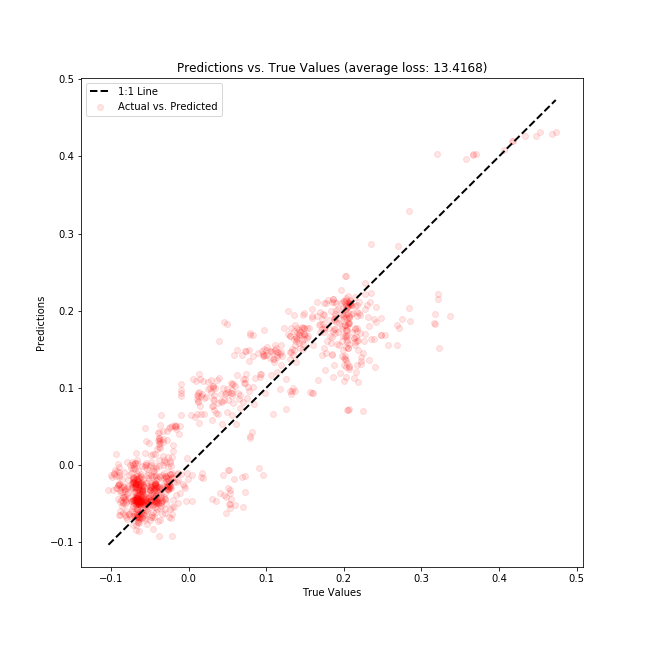 Predictions vs. True Values (average loss: 13.4168)
1:1 Line
Actual vs. Predicted
0.5
0.4
0.3
0.2
0.1
0.0
−0.1
Predictions
−0.1 0.0 0.1 0.2 0.3 0.4 0.5
True Values